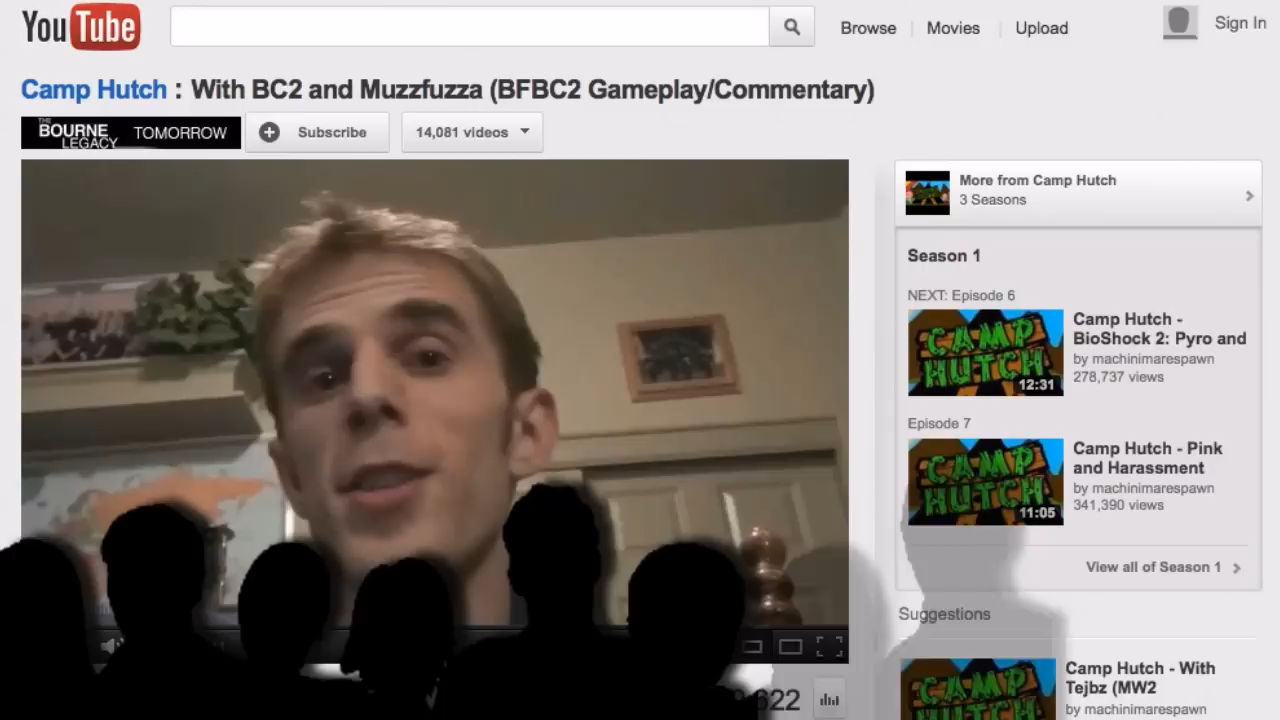 YouTube
Browse
Movies
Upload
Sign In
Camp Hutch : With BC2 and Muzzfuzza (BFBC2 Gameplay/Commentary)
THE
BOURNE
LEGACY
TOMORROW
Subscribe
14,081 videos
More from Camp Hutch
3 Seasons
Season 1
NEXT: Episode 6
CAMP
HUTCH
12:31
Camp Hutch -
BioShock 2: Pyro and
by machinimarespawn
278,737 views
Episode 7
CAMP
HUTCH
11:05
Camp Hutch - Pink
and Harassment
by machinimarespawn
341,390 views
View all of Season 1
Suggestions
CAMP
HUTCH
Camp Hutch - With
Tejbz (MW2
by machinimarespawn
622